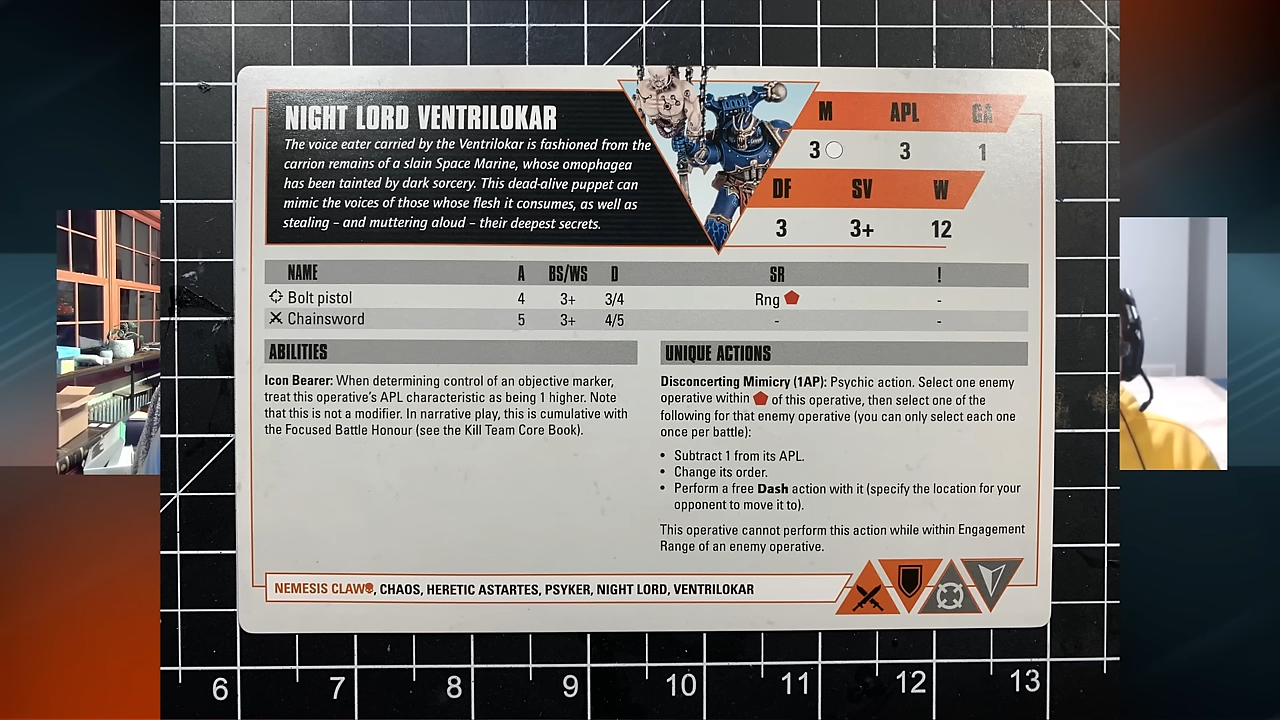 NIGHT LORD VENTRILOKAR
The voice eater carried by the Ventrilokar is fashioned from the
carrion remains of a slain Space Marine, whose omophagea
has been tainted by dark sorcery. This dead-alive puppet can
mimic the voices of those whose flesh it consumes, as well as
stealing – and muttering aloud – their deepest secrets.
M APL GA
3 3 1
DF SV W
3 3+ 12
NAME A BS/WS D SR !
Bolt pistol 4 3+ 3/4 Rng -
Chainsword 5 3+ 4/5 - -
ABILITIES
Icon Bearer: When determining control of an objective marker,
treat this operative's APL characteristic as being 1 higher. Note
that this is not a modifier. In narrative play, this is cumulative with
the Focused Battle Honour (see the Kill Team Core Book).
UNIQUE ACTIONS
Disconcerting Mimicry (1AP): Psychic action. Select one enemy
operative within of this operative, then select one of the
following for that enemy operative (you can only select each one
once per battle):
• Subtract 1 from its APL.
• Change its order.
• Perform a free Dash action with it (specify the location for your
opponent to move it to).
This operative cannot perform this action while within Engagement
Range of an enemy operative.
NEMESIS CLAW, CHAOS, HERETIC ASTARTES, PSYKER, NIGHT LORD, VENTRILOKAR
6 7 8 9 10 11 12 13